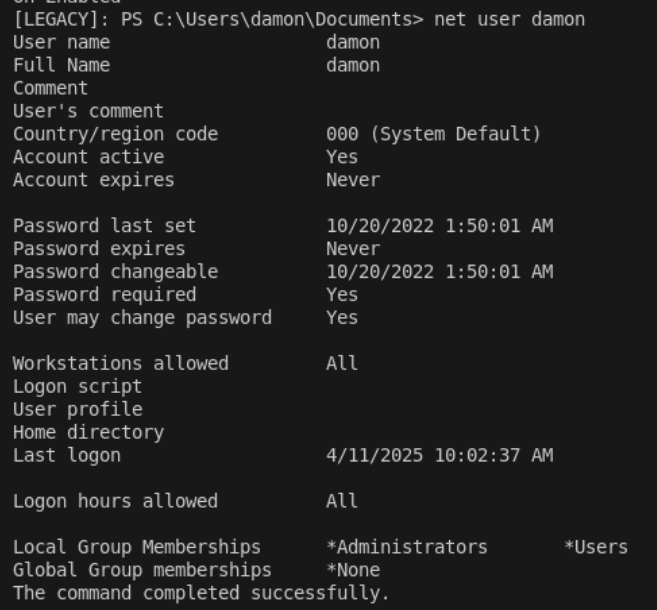 [LEGACY]: PS C:\Users\damon\Documents> net user damon
User name                    damon
Full Name                    damon
Comment
User's comment
Country/region code          000 (System Default)
Account active               Yes
Account expires              Never

Password last set            10/20/2022 1:50:01 AM
Password expires             Never
Password changeable          10/20/2022 1:50:01 AM
Password required            Yes
User may change password     Yes

Workstations allowed         All
Logon script
User profile
Home directory
Last logon                   4/11/2025 10:02:37 AM

Logon hours allowed          All

Local Group Memberships      *Administrators       *Users
Global Group memberships     *None
The command completed successfully.